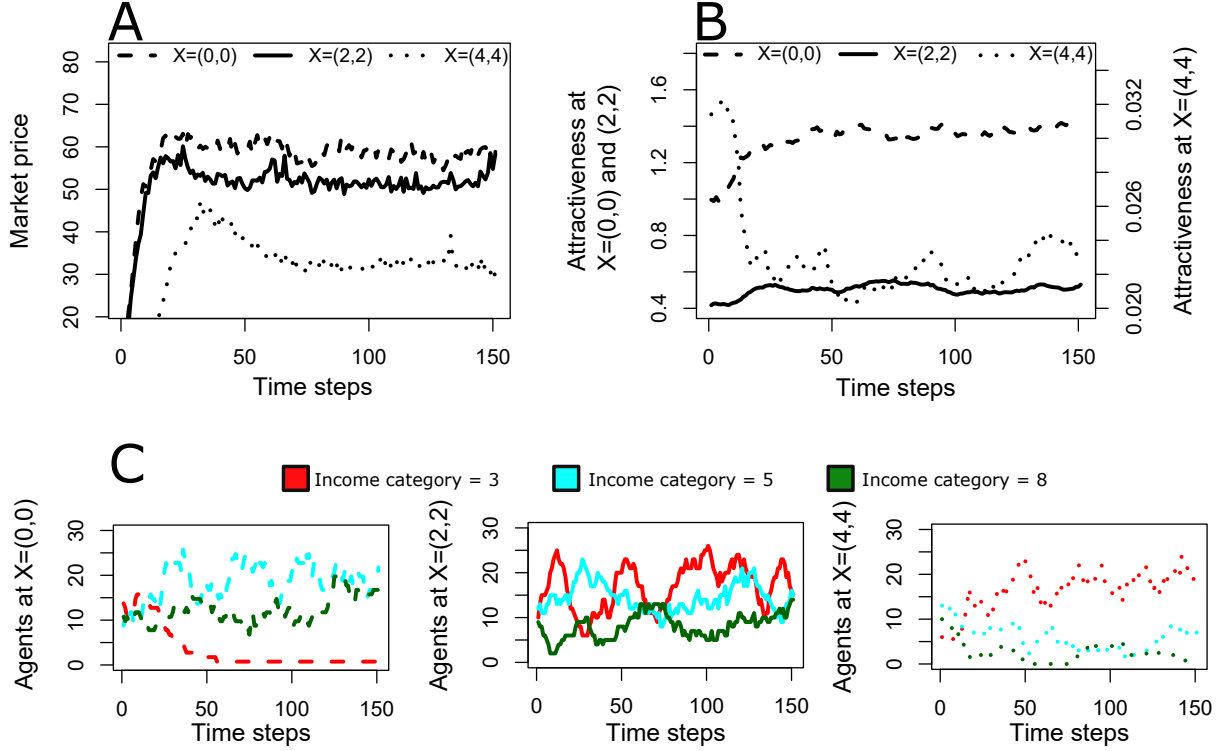 A
X=(0,0) X=(2,2) X=(4,4)
Market price
80
70
60
50
40
30
20
0 50 100 150
Time steps
B
X=(0,0) X=(2,2) X=(4,4)
Attractiveness at
X=(0,0) and (2,2)
1.6
1.2
0.8
0.4
0.032
0.026
0.020
Attractiveness at X=(4,4)
0 50 100 150
Time steps
C
Income category = 3 Income category = 5 Income category = 8
Agents at X=(0,0)
30
20
10
0
0 50 100 150
Time steps
Agents at X=(2,2)
30
20
10
0
0 50 100 150
Time steps
Agents at X=(4,4)
30
20
10
0
0 50 100 150
Time steps